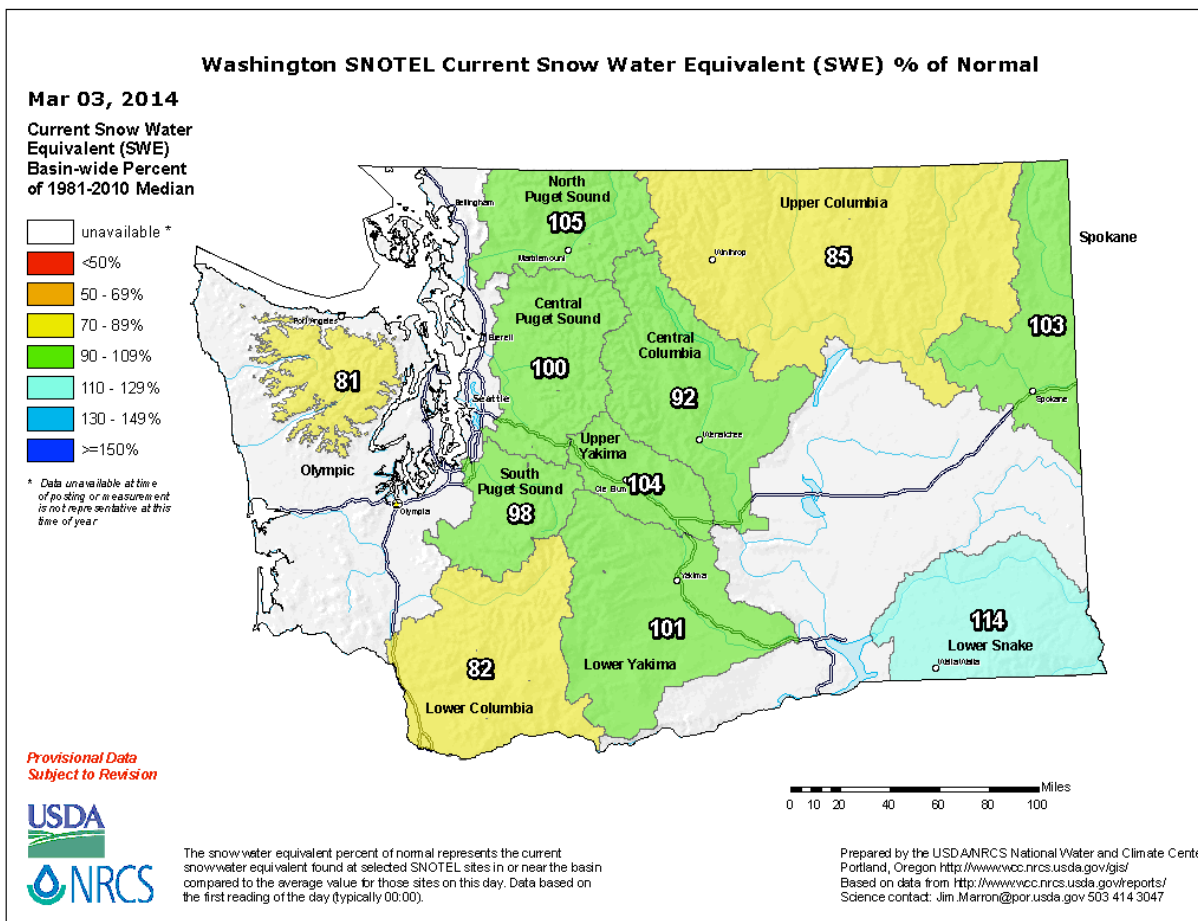 Washington SNOTEL Current Snow Water Equivalent (SWE) % of Normal
Mar 03, 2014
Current Snow Water
Equivalent (SWE)
Basin-wide Percent
of 1981-2010 Median
unavailable *
<50%
50 - 69%
70 - 89%
90 - 109%
110 - 129%
130 - 149%
>=150%
* Data unavailable at time
of posting or measurement
is not representative at this
time of year
North
Puget Sound
105
Bellingham
Marblemount
Upper Columbia
85
Winthrop
Spokane
103
Spokane
Central
Puget Sound
100
Everett
Central
Columbia
92
Wenatchee
Port Angeles
81
Olympic
Seattle
Upper
Yakima
104
Cle Elum
South
Puget Sound
98
Olympia
Yakima
101
Lower Yakima
114
Lower Snake
Walla Walla
82
Lower Columbia
Provisional Data
Subject to Revision
Miles
0 10 20 40 60 80 100
USDA
NRCS
The snow water equivalent percent of normal represents the current
snow water equivalent found at selected SNOTEL sites in or near the basin
compared to the average value for those sites on this day. Data based on
the first reading of the day (typically 00:00).
Prepared by the USDA/NRCS National Water and Climate Cente
Portland, Oregon http://www.wcc.nrcs.usda.gov/gis/
Based on data from http://www.wcc.nrcs.usda.gov/reports/
Science contact: Jim.Marron@por.usda.gov 503 414 3047